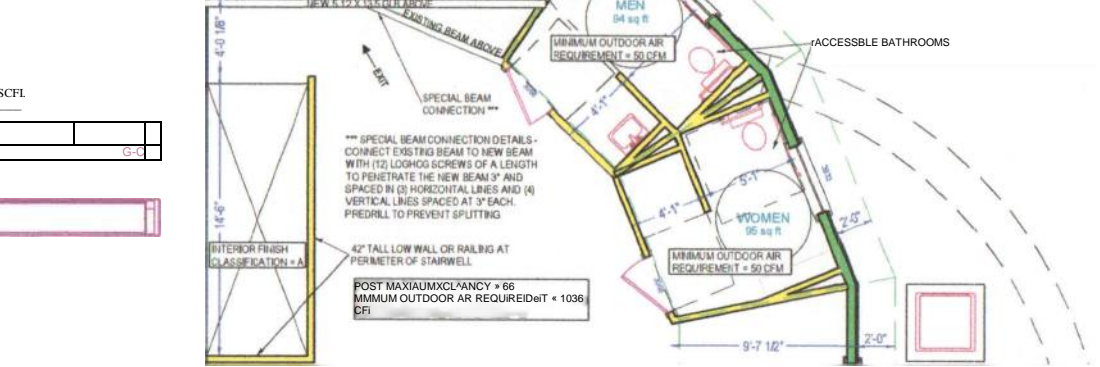 NEW 5.12 X 13.5 GLB ABOVE
EXISTING BEAM ABOVE
4'-0 1/8"
EXIT
MEN
94 sq ft
MINIMUM OUTDOOR AIR
REQUIREMENT = 50 CFM
rACCESSBLE BATHROOMS
SCFI.
G-C
SPECIAL BEAM
CONNECTION ***
4'-1"
*** SPECIAL BEAM CONNECTION DETAILS -
CONNECT EXISTING BEAM TO NEW BEAM
WITH (12) LOGHOG SCREWS OF A LENGTH
TO PENETRATE THE NEW BEAM 3" AND
SPACED IN (3) HORIZONTAL LINES AND (4)
VERTICAL LINES SPACED AT 3" EACH.
PREDRILL TO PREVENT SPLITTING
14'-6"
5'-1"
4'-1"
WOMEN
95 sq ft
2'-3"
INTERIOR FINISH
CLASSIFICATION = A
42" TALL LOW WALL OR RAILING AT
PERIMETER OF STAIRWELL
MINIMUM OUTDOOR AIR
REQUIREMENT = 50 CFM
POST MAXIAUMXCL^ANCY » 66
MMMUM OUTDOOR AR REQUiREIDeiT « 1036
CFi
9'-7 1/2"
2'-0"